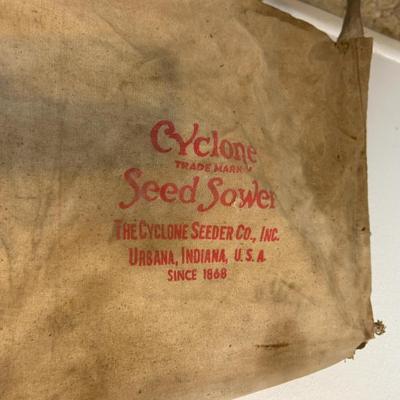 Cyclone
TRADE MARK
Seed Sower
THE CYCLONE SEEDER CO., INC.
URBANA, INDIANA, U. S. A.
SINCE 1868